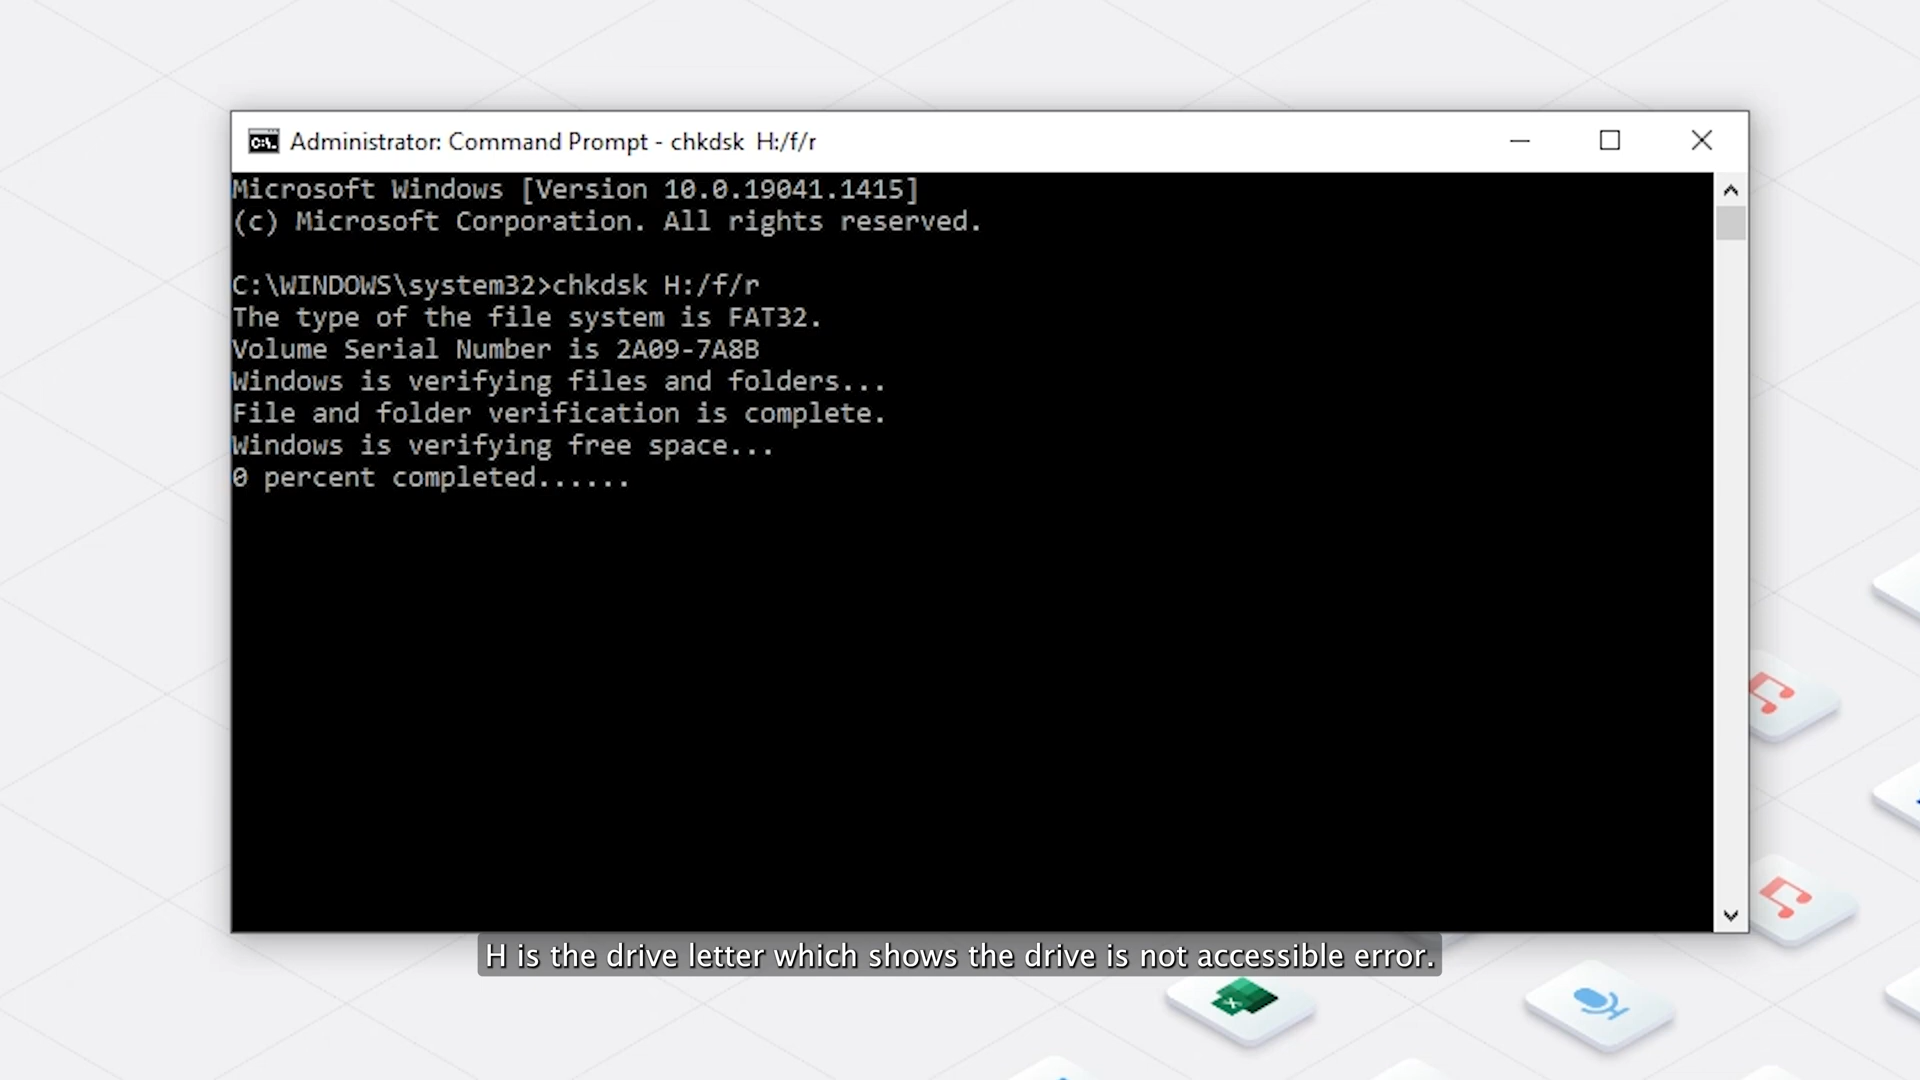 Administrator: Command Prompt - chkdsk  H:/f/r
Microsoft Windows [Version 10.0.19041.1415]
(c) Microsoft Corporation. All rights reserved.
C:\WINDOWS\system32>chkdsk H:/f/r
The type of the file system is FAT32.
Volume Serial Number is 2A09-7A8B
Windows is verifying files and folders...
File and folder verification is complete.
Windows is verifying free space...
0 percent completed......
H is the drive letter which shows the drive is not accessible error.